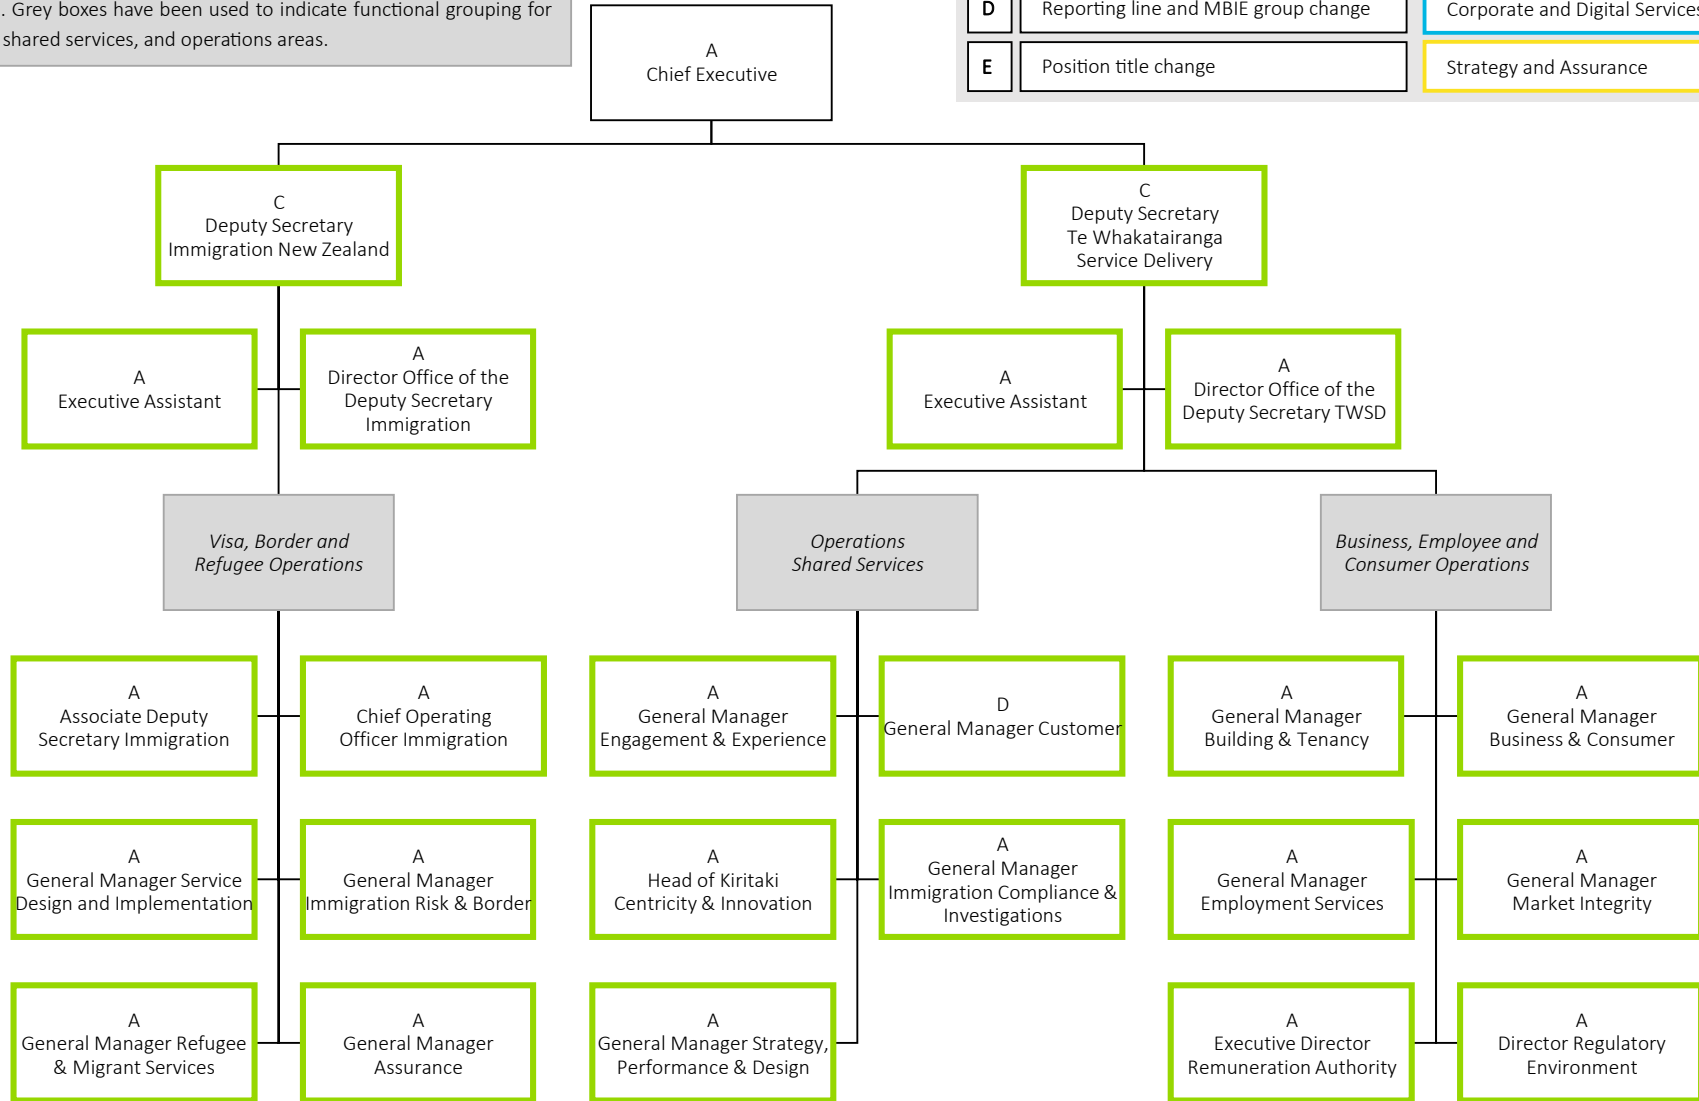 . Grey boxes have been used to indicate functional grouping for
shared services, and operations areas.
D
Reporting line and MBIE group change
Corporate and Digital Services
E
Position title change
Strategy and Assurance
A
Chief Executive
C
Deputy Secretary
Immigration New Zealand
C
Deputy Secretary
Te Whakatairanga
Service Delivery
A
Executive Assistant
A
Director Office of the
Deputy Secretary
Immigration
A
Executive Assistant
A
Director Office of the
Deputy Secretary TWSD
Visa, Border and
Refugee Operations
Operations
Shared Services
Business, Employee and
Consumer Operations
A
Associate Deputy
Secretary Immigration
A
Chief Operating
Officer Immigration
A
General Manager
Engagement & Experience
D
General Manager Customer
A
General Manager
Building & Tenancy
A
General Manager
Business & Consumer
A
General Manager Service
Design and Implementation
A
General Manager
Immigration Risk & Border
A
Head of Kiritaki
Centricity & Innovation
A
General Manager
Immigration Compliance &
Investigations
A
General Manager
Employment Services
A
General Manager
Market Integrity
A
General Manager Refugee
& Migrant Services
A
General Manager
Assurance
A
General Manager Strategy,
Performance & Design
A
Executive Director
Remuneration Authority
A
Director Regulatory
Environment